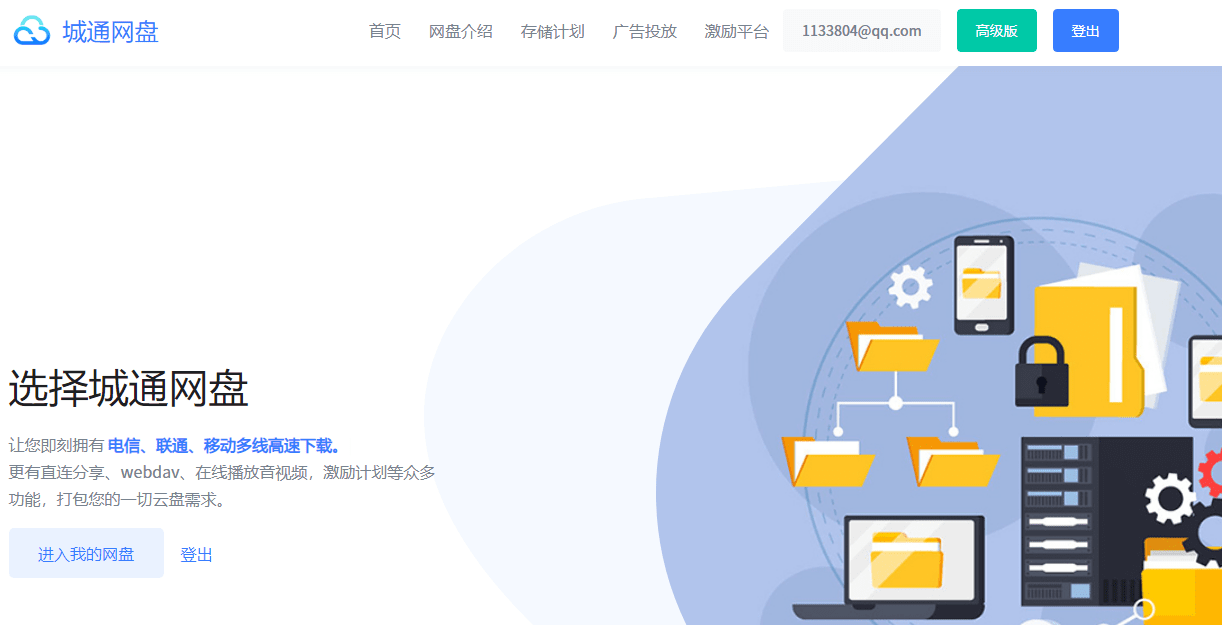 城通网盘
首页 网盘介绍 存储计划 广告投放 激励平台 1133804@qq.com 高级版 登出
选择城通网盘
让您即刻拥有 电信、联通、移动多线高速下载。
更有直连分享、webdav、在线播放音视频，激励计划等众多
功能，打包您的一切云盘需求。
进入我的网盘 登出